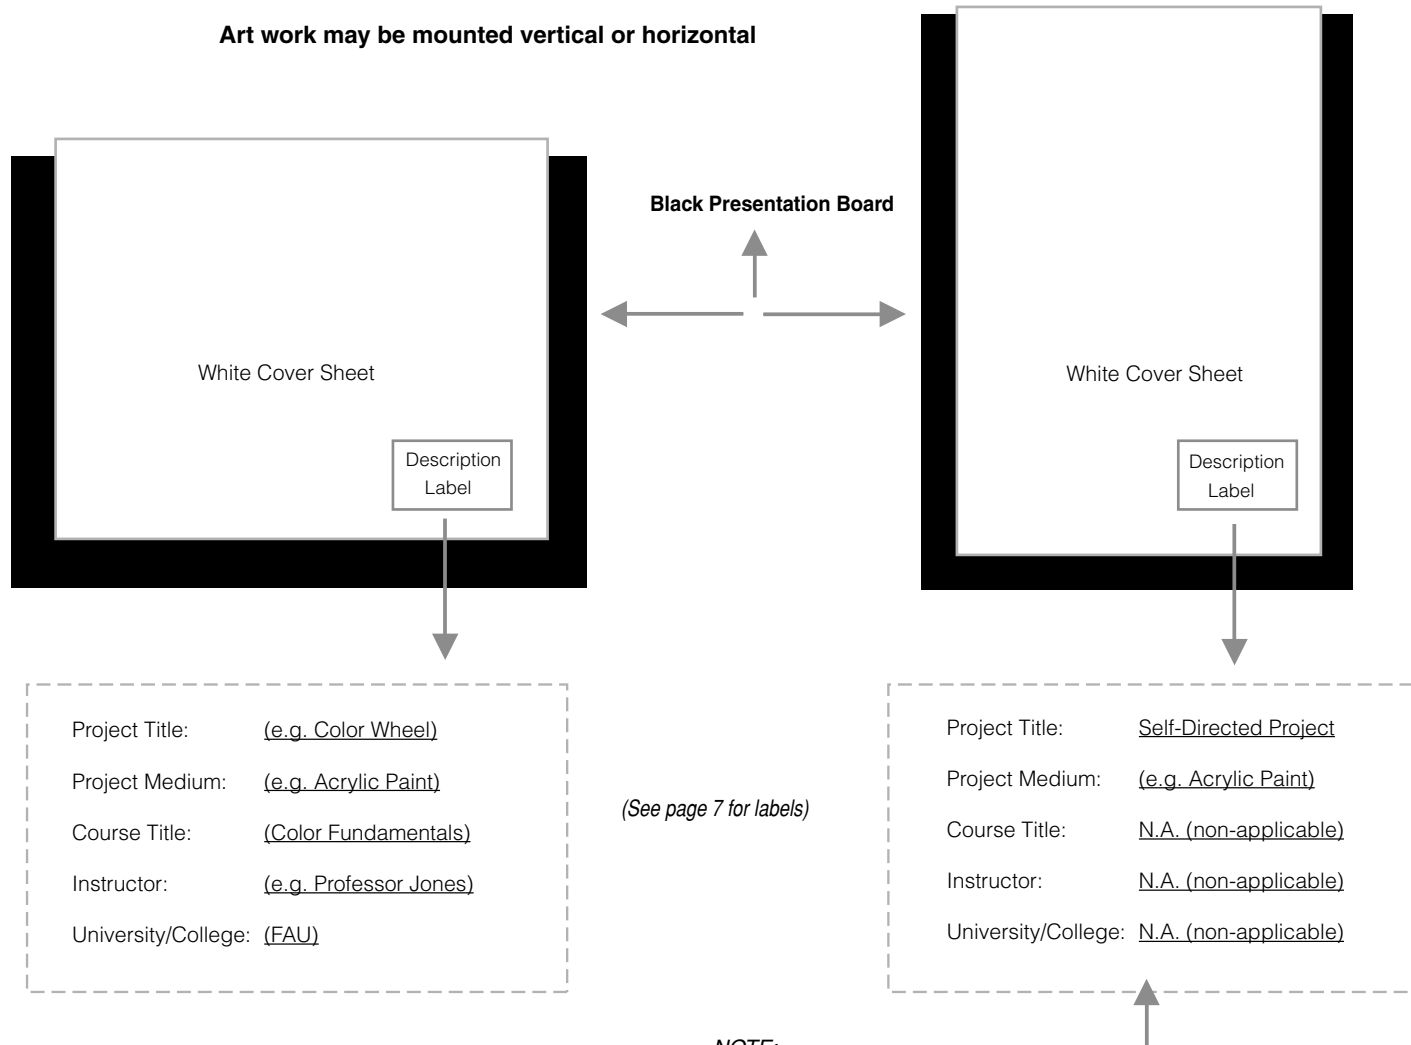 Art work may be mounted vertical or horizontal
Black Presentation Board
White Cover Sheet
Description
Label
White Cover Sheet
Description
Label
Project Title: (e.g. Color Wheel)
Project Medium: (e.g. Acrylic Paint)
Course Title: (Color Fundamentals)
Instructor: (e.g. Professor Jones)
University/College: (FAU)
(See page 7 for labels)
Project Title: Self-Directed Project
Project Medium: (e.g. Acrylic Paint)
Course Title: N.A. (non-applicable)
Instructor: N.A. (non-applicable)
University/College: N.A. (non-applicable)
NOTE: